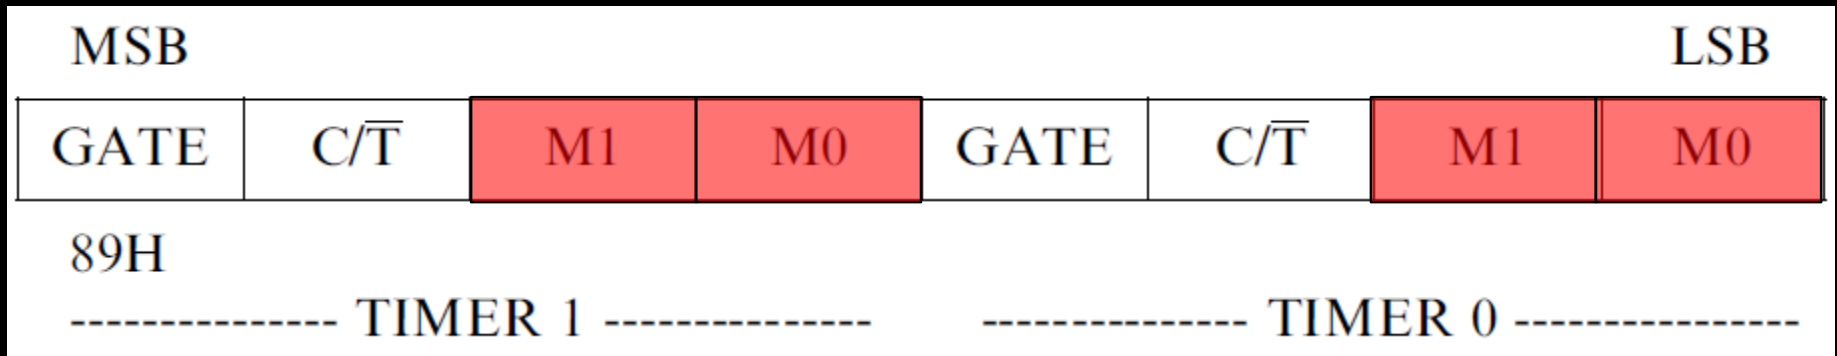 MSB LSB
GATE C/T̅ M1 M0 GATE C/T̅ M1 M0
89H
--------------- TIMER 1 --------------- --------------- TIMER 0 ----------------